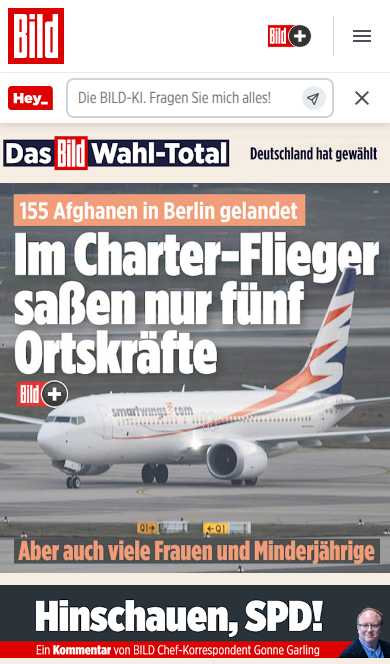 Bild
Bild
Hey_
Die BILD-KI. Fragen Sie mich alles!
Das Bild Wahl-Total
Deutschland hat gewählt
155 Afghanen in Berlin gelandet
Im Charter-Flieger
saßen nur fünf
Ortskräfte
Bild
smartwings.com
Q1→
←Q1
Aber auch viele Frauen und Minderjährige
Hinschauen, SPD!
Ein Kommentar von BILD Chef-Korrespondent Gonne Garling